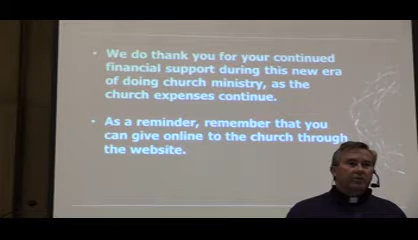 We do thank you for your continued
financial support during this new era
of doing church ministry, as the
church expenses continue.
As a reminder, remember that you
can give online to the church through
the website.